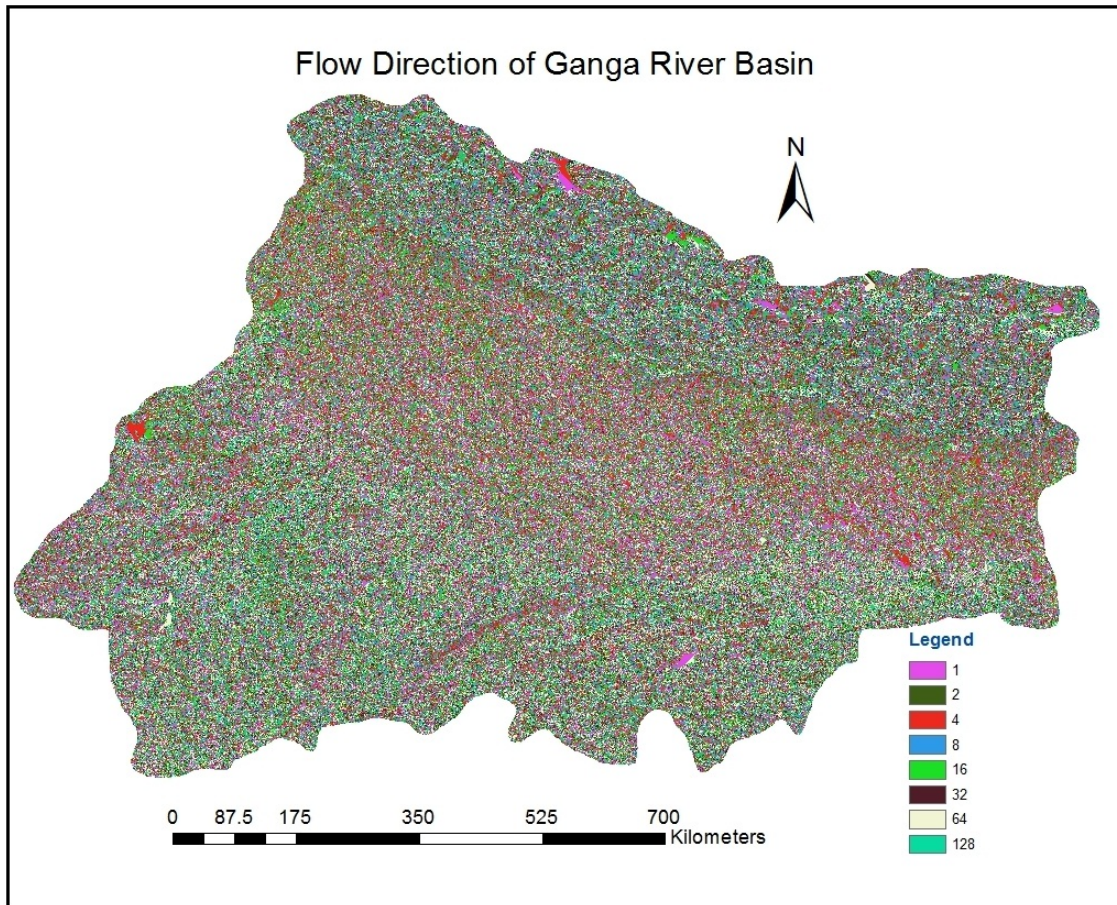 Flow Direction of Ganga River Basin
N
Legend
1
2
4
8
16
32
64
128
0 87.5 175 350 525 700
Kilometers